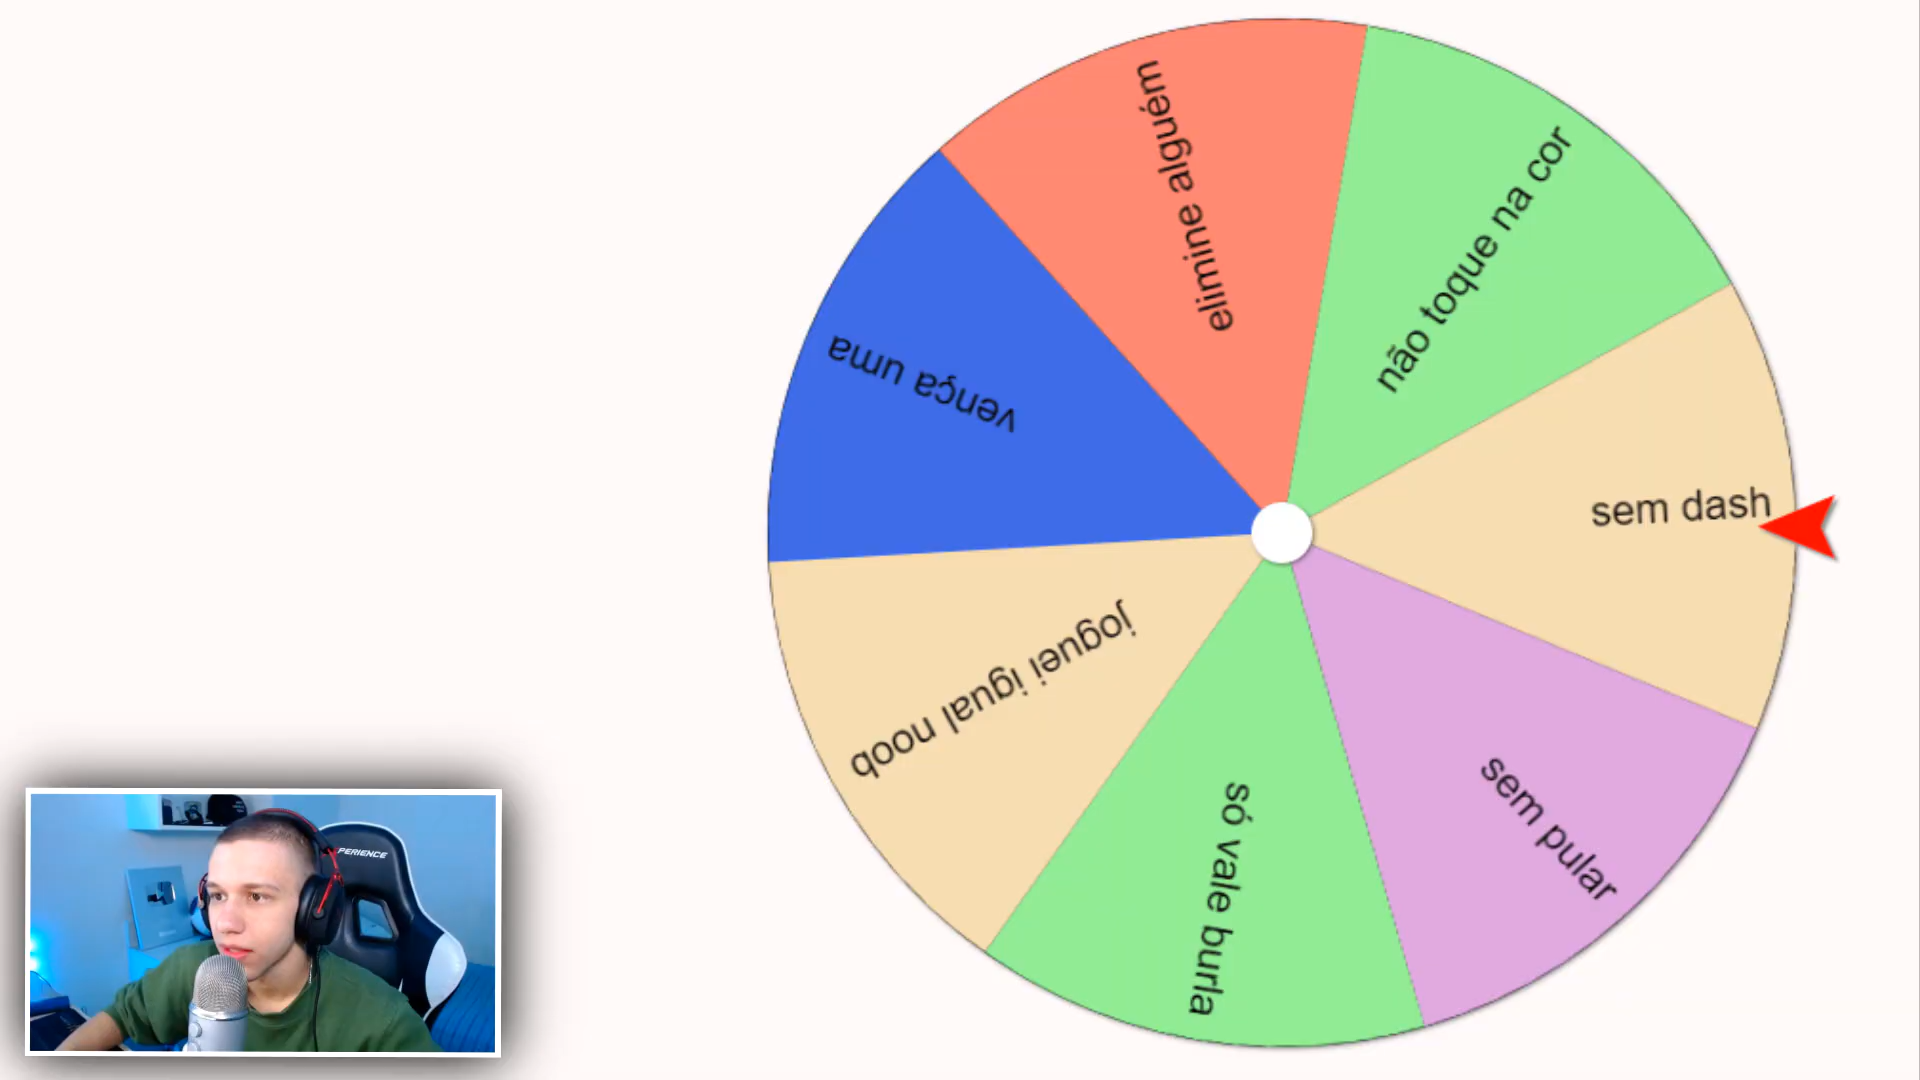 elimine alguém
não toque na cor
vença uma
sem dash
joguei igual noob
sem pular
só vale burla
PERIENCE